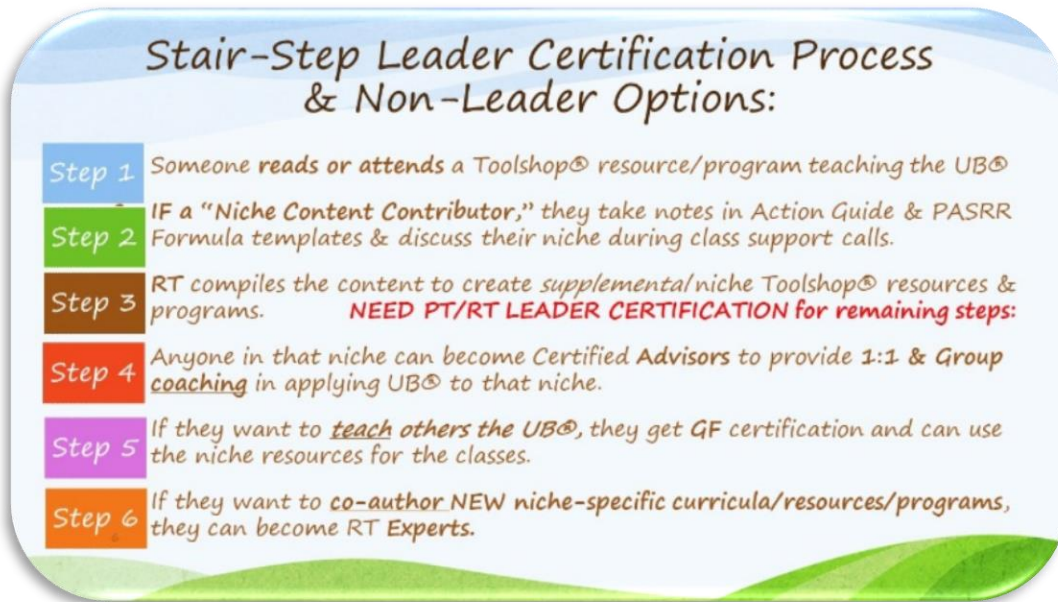 Stair-Step Leader Certification Process
& Non-Leader Options:
Step 1 Someone reads or attends a Toolshop® resource/program teaching the UB®
IF a “Niche Content Contributor,” they take notes in Action Guide & PASRR
Step 2 Formula templates & discuss their niche during class support calls.
RT compiles the content to create supplemental niche Toolshop® resources &
Step 3 programs. NEED PT/RT LEADER CERTIFICATION for remaining steps:
Anyone in that niche can become Certified Advisors to provide 1:1 & Group
Step 4 coaching in applying UB® to that niche.
If they want to teach others the UB®, they get GF certification and can use
Step 5 the niche resources for the classes.
If they want to co-author NEW niche-specific curricula/resources/programs,
Step 6 they can become RT Experts.